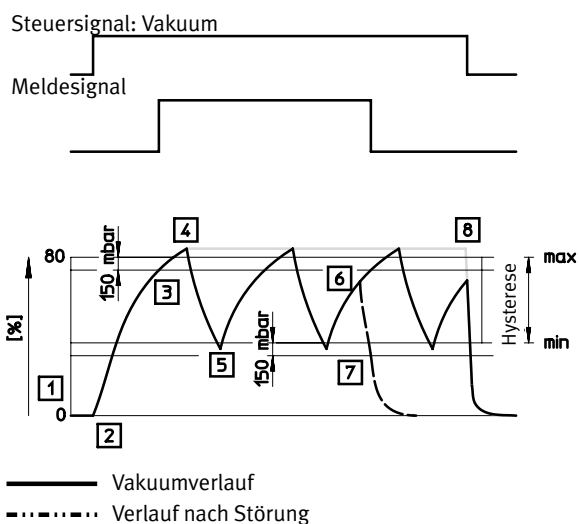 Steuersignal: Vakuum
Meldesignal
4
8
80
max
150 mbar
3
6
[%]
Hysterese
5
150 mbar
7
min
1
0
2
Vakuumverlauf
Verlauf nach Störung